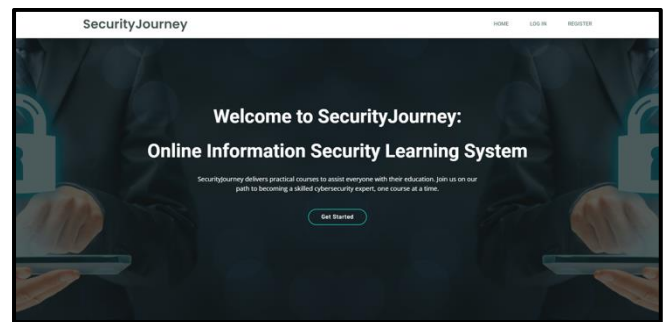 SecurityJourney
HOME LOG IN REGISTER
Welcome to SecurityJourney:
Online Information Security Learning System
SecurityJourney delivers practical courses to assist everyone with their education. Join us on our
path to becoming a skilled cybersecurity expert, one course at a time.
Get Started